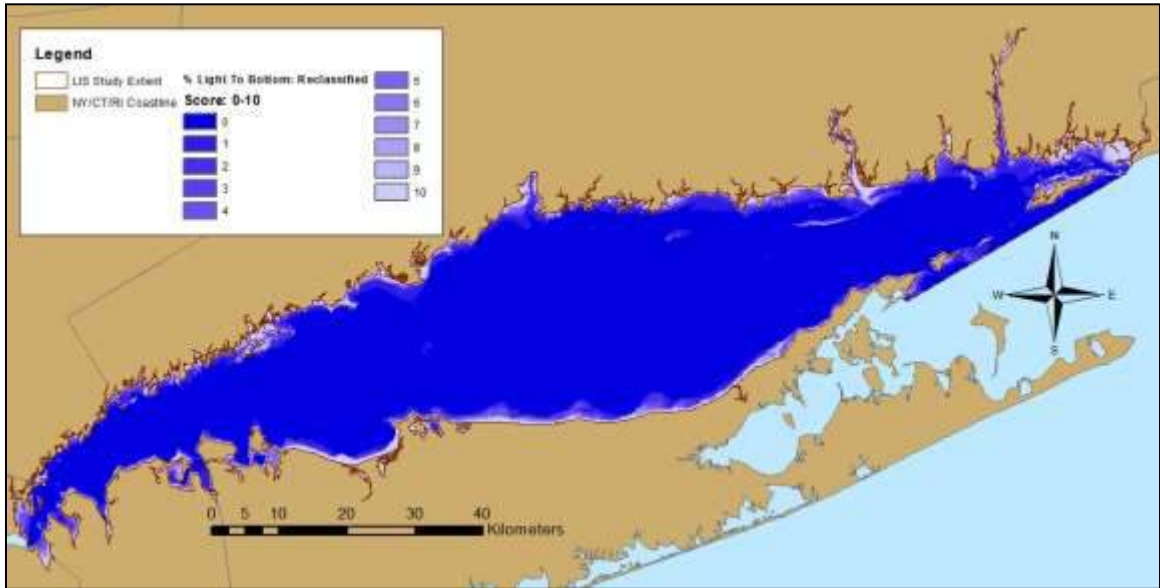 Legend
LIS Study Extent
NY/CT/RI Coastline
% Light To Bottom: Reclassified
Score: 0-10
0
1
2
3
4
5
6
7
8
9
10
N
W
E
S
0 5 10 20 30 40
Kilometers